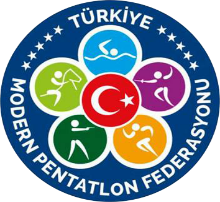 TÜRKİYE
MODERN PENTATLON FEDERASYONU